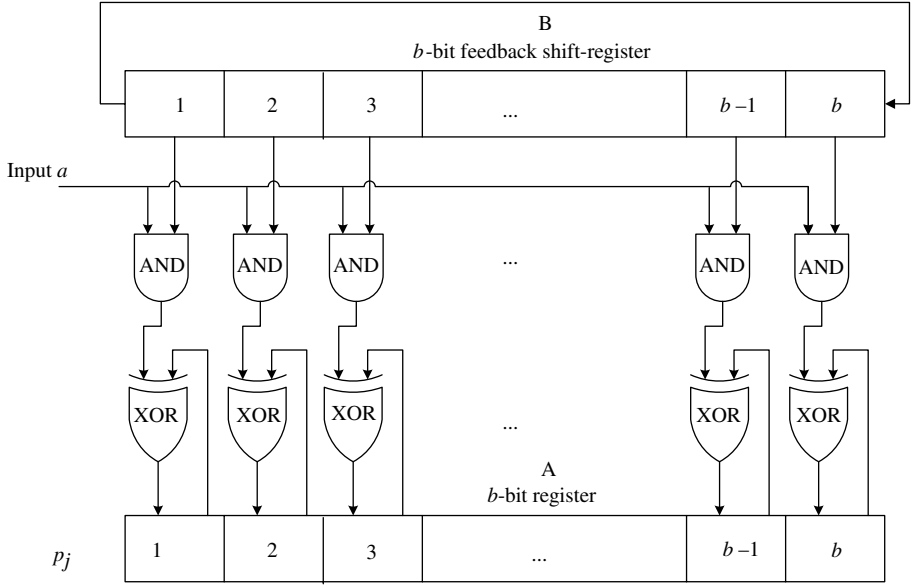 B
b-bit feedback shift-register
1 2 3 ... b–1 b
Input a
AND AND AND ... AND AND
XOR XOR XOR ... XOR XOR
A
b-bit register
pj 1 2 3 ... b–1 b